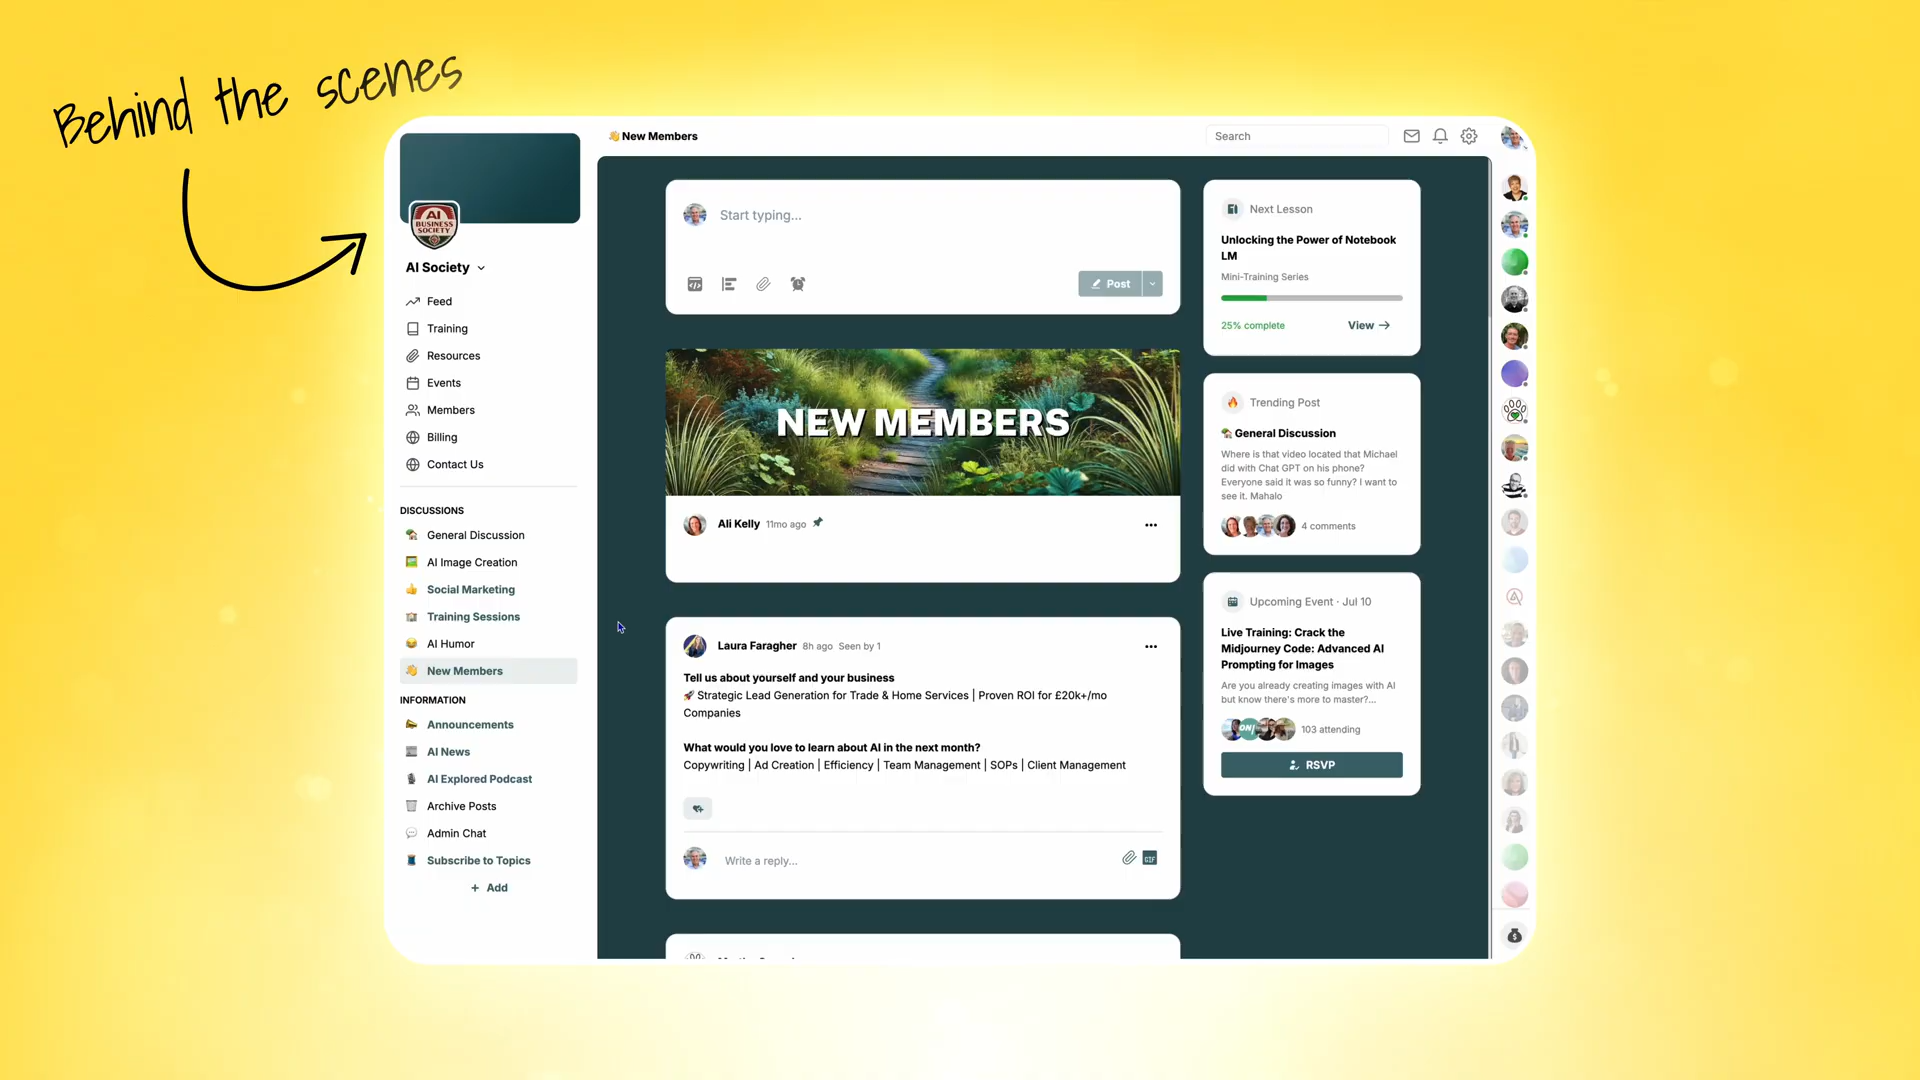 Behind the scenes
New Members
Search
AI
BUSINESS
SOCIETY
AI Society
Feed
Training
Resources
Events
Members
Billing
Contact Us
DISCUSSIONS
General Discussion
AI Image Creation
Social Marketing
Training Sessions
AI Humor
New Members
INFORMATION
Announcements
AI News
AI Explored Podcast
Archive Posts
Admin Chat
Subscribe to Topics
+ Add
Start typing...
Post
NEW MEMBERS
Ali Kelly 11mo ago
Laura Faragher 8h ago Seen by 1
Tell us about yourself and your business
🚀 Strategic Lead Generation for Trade & Home Services | Proven ROI for £20k+/mo
Companies
What would you love to learn about AI in the next month?
Copywriting | Ad Creation | Efficiency | Team Management | SOPs | Client Management
Write a reply...
GIF
Next Lesson
Unlocking the Power of Notebook
LM
Mini-Training Series
25% complete
View →
Trending Post
General Discussion
Where is that video located that Michael
did with Chat GPT on his phone?
Everyone said it was so funny? I want to
see it. Mahalo
4 comments
Upcoming Event · Jul 10
Live Training: Crack the
Midjourney Code: Advanced AI
Prompting for Images
Are you already creating images with AI
but know there's more to master?...
103 attending
RSVP